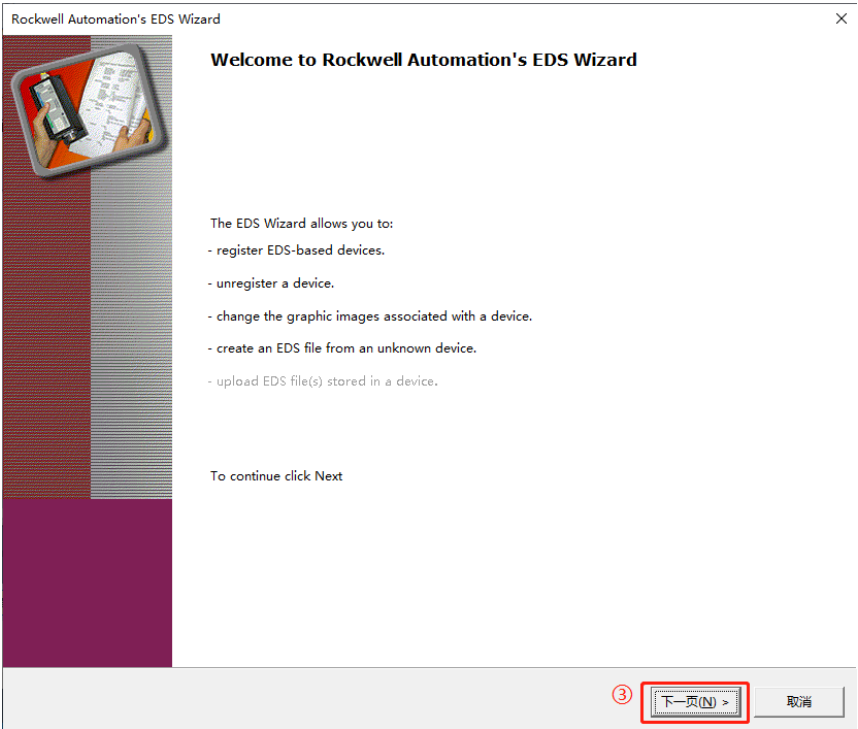 Rockwell Automation's EDS Wizard
Welcome to Rockwell Automation's EDS Wizard
The EDS Wizard allows you to:
- register EDS-based devices.
- unregister a device.
- change the graphic images associated with a device.
- create an EDS file from an unknown device.
- upload EDS file(s) stored in a device.
To continue click Next
③ 下一页(N) > 取消